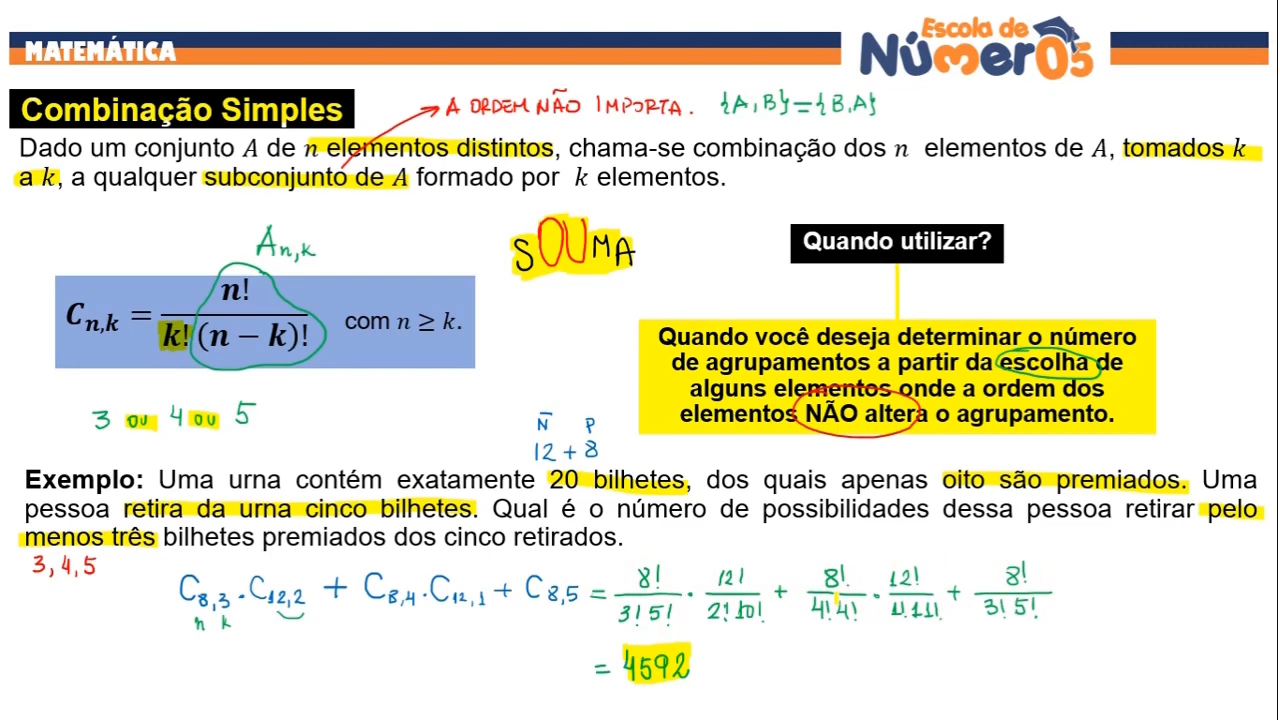 MATEMÁTICA
Escola de
Núm3r05
Combinação Simples
A ORDEM NÃO IMPORTA. {A,B}={B,A}
Dado um conjunto A de n elementos distintos, chama-se combinação dos n elementos de A, tomados k
a k, a qualquer subconjunto de A formado por k elementos.
A n,k
SOUMA
Quando utilizar?
C n,k = n! / k! (n − k)! com n ≥ k.
Quando você deseja determinar o número
de agrupamentos a partir da escolha de
alguns elementos onde a ordem dos
elementos NÃO altera o agrupamento.
3 ou 4 ou 5
N̄ P
12 + 8
Exemplo: Uma urna contém exatamente 20 bilhetes, dos quais apenas oito são premiados. Uma
pessoa retira da urna cinco bilhetes. Qual é o número de possibilidades dessa pessoa retirar pelo
menos três bilhetes premiados dos cinco retirados.
3, 4, 5
C8,3 . C12,2 + C8,4 . C12,1 + C8,5 = 8!/3!5! . 12!/2!10! + 8!/4!4! . 12!/1!.11! + 8!/3!5!
n k
= 4592